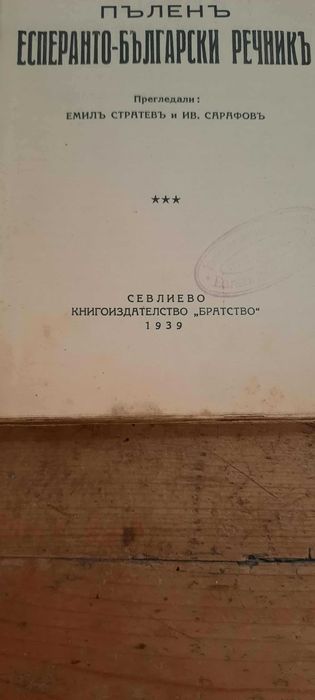 ПЪЛЕНЪ
ЕСПЕРАНТО-БЪЛГАРСКИ РЕЧНИКЪ
Прегледали:
ЕМИЛЪ СТРАТЕВЪ и ИВ. САРАФОВЪ
***
СЕВЛИЕВО
КНИГОИЗДАТЕЛСТВО „БРАТСТВО"
1939